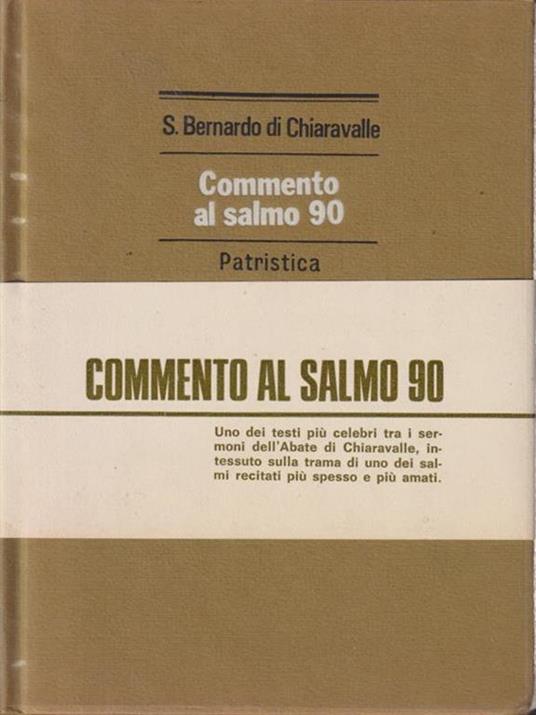 S. Bernardo di Chiaravalle
Commento
al salmo 90
Patristica
COMMENTO AL SALMO 90
Uno dei testi più celebri tra i ser-
moni dell'Abate di Chiaravalle, in-
tessuto sulla trama di uno dei sal-
mi recitati più spesso e più amati.